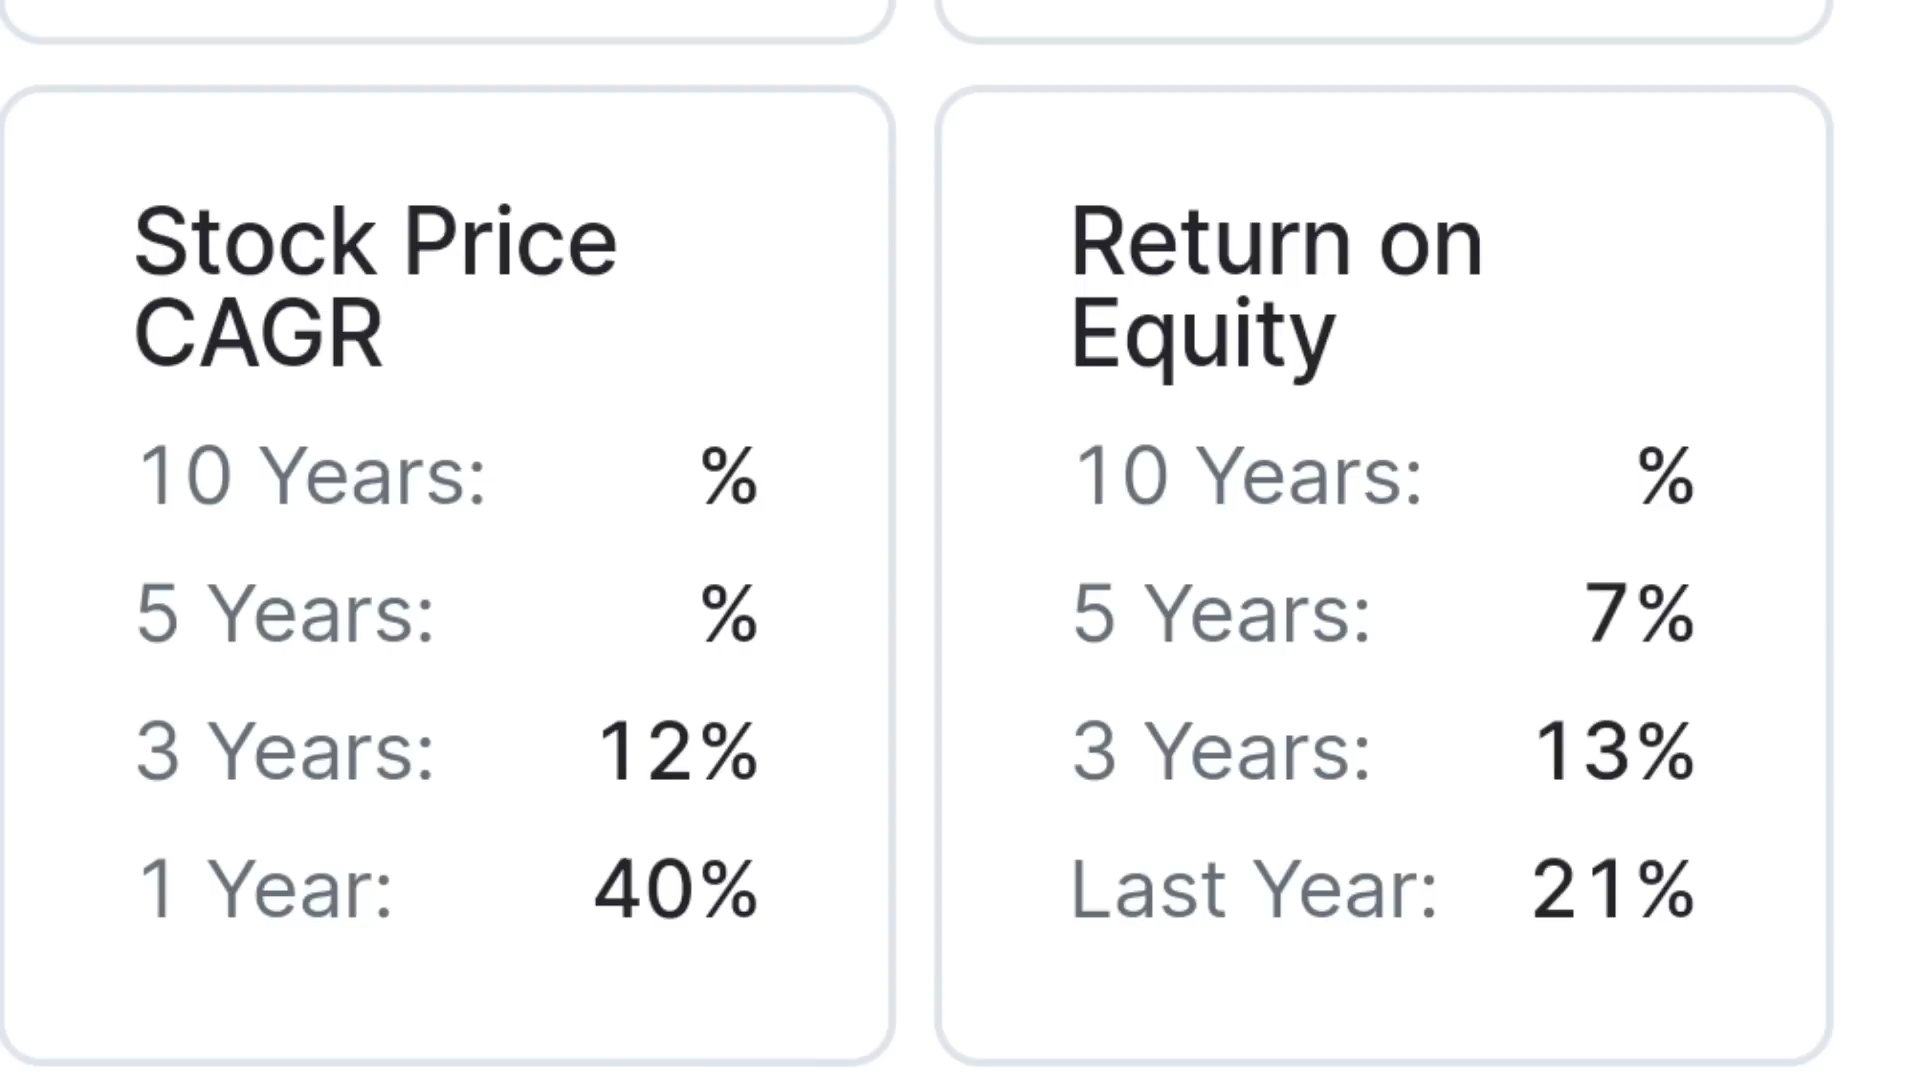 Stock Price
CAGR
10 Years: %
5 Years: %
3 Years: 12%
1 Year: 40%
Return on
Equity
10 Years: %
5 Years: 7%
3 Years: 13%
Last Year: 21%